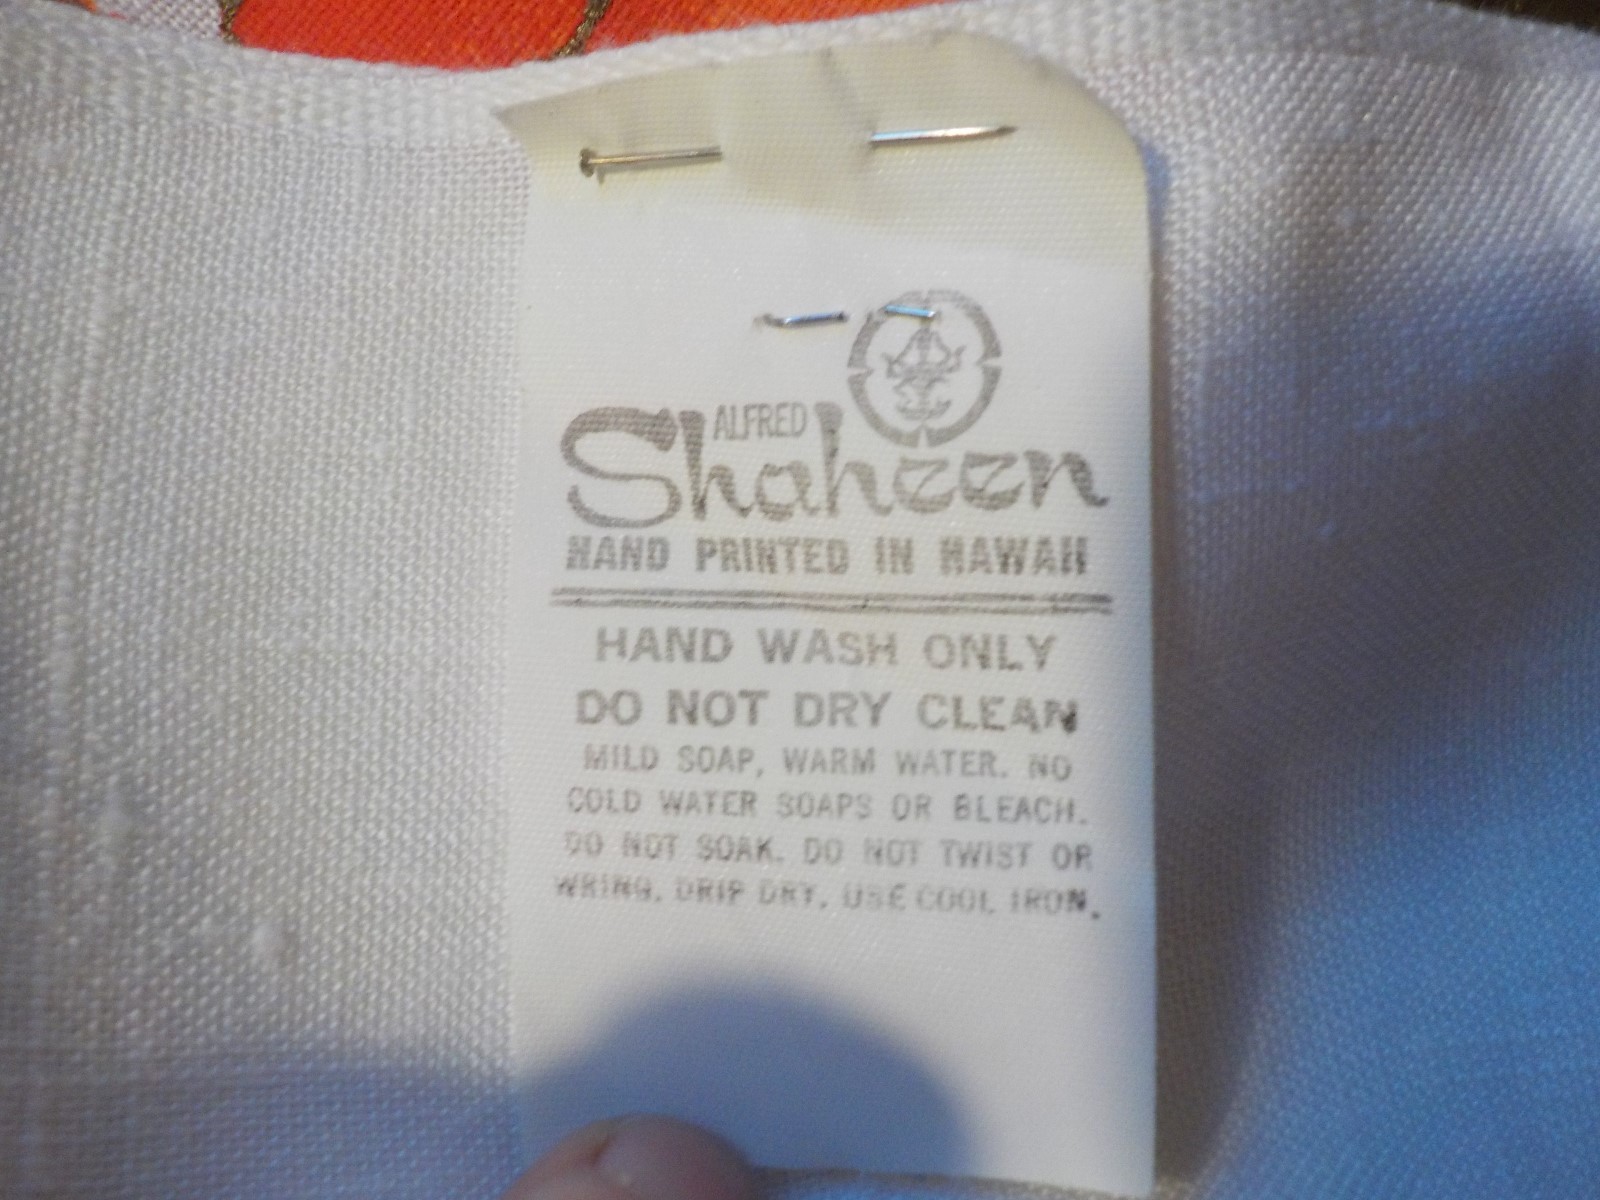 ALFRED
Shaheen
HAND PRINTED IN HAWAII
HAND WASH ONLY
DO NOT DRY CLEAN
MILD SOAP, WARM WATER. NO
COLD WATER SOAPS OR BLEACH.
DO NOT SOAK. DO NOT TWIST OR
WRING. DRIP DRY. USE COOL IRON.